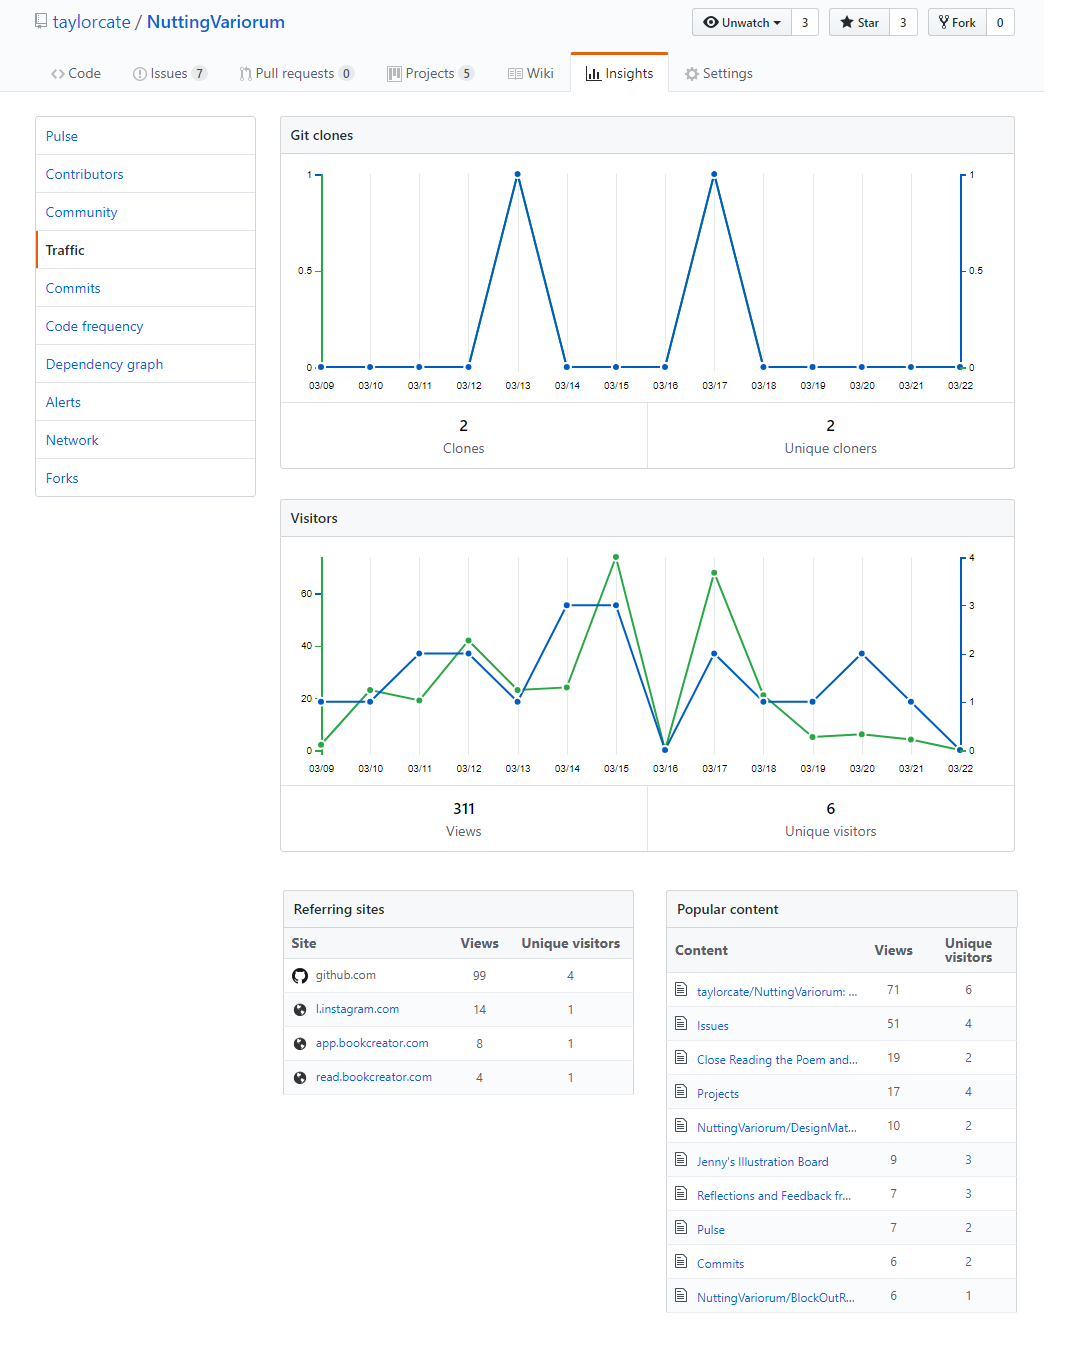 taylorcate / NuttingVariorum
Unwatch 3 Star 3 Fork 0
Code Issues 7 Pull requests 0 Projects 5 Wiki Insights Settings
Pulse
Contributors
Community
Traffic
Commits
Code frequency
Dependency graph
Alerts
Network
Forks
Git clones
1 1
0.5 0.5
0 0
03/09 03/10 03/11 03/12 03/13 03/14 03/15 03/16 03/17 03/18 03/19 03/20 03/21 03/22
2 2
Clones Unique cloners
Visitors
4
60
3
40 2
20 1
0 0
03/09 03/10 03/11 03/12 03/13 03/14 03/15 03/16 03/17 03/18 03/19 03/20 03/21 03/22
311 6
Views Unique visitors
Referring sites
Site Views Unique visitors
github.com 99 4
l.instagram.com 14 1
app.bookcreator.com 8 1
read.bookcreator.com 4 1
Popular content
Content Views Unique visitors
taylorcate/NuttingVariorum: ... 71 6
Issues 51 4
Close Reading the Poem and... 19 2
Projects 17 4
NuttingVariorum/DesignMat... 10 2
Jenny's Illustration Board 9 3
Reflections and Feedback fr... 7 3
Pulse 7 2
Commits 6 2
NuttingVariorum/BlockOutR... 6 1